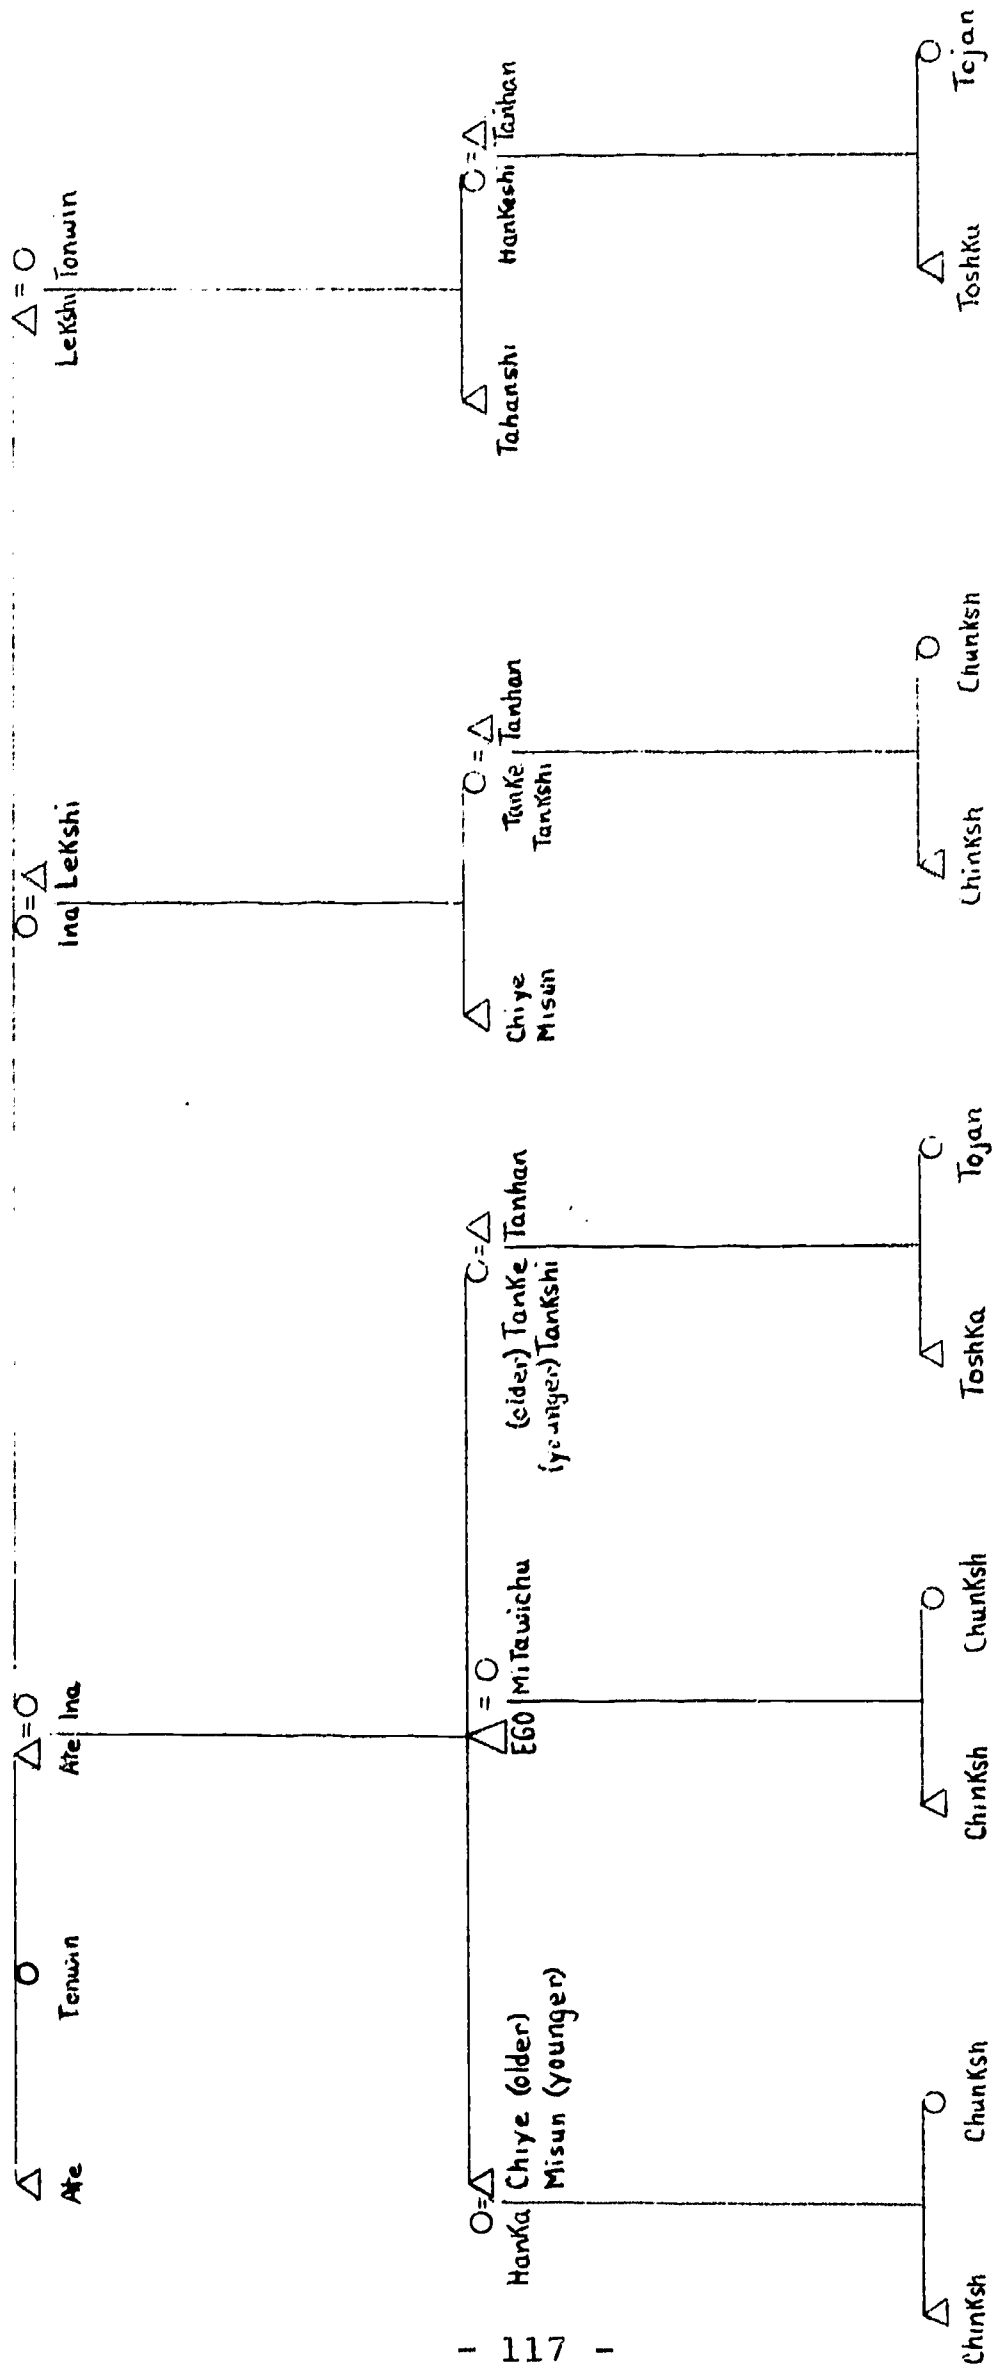 Ate Tonwin Ate Ina Ina Lekshi Lekshi Tonwin
Hanka Chiye (older) EGO Mitawichu (elder) Tanke Tanhan Chiye Tanke Tanhan Tahanshi Hankeshi Tanhan
Misun (younger) (younger) Tankshi Misun Tankshi
Chinksh Chunksh Chinksh Chunksh Toshka Tojan Chinksh Chunksh Toshku Tojan
- 117 -